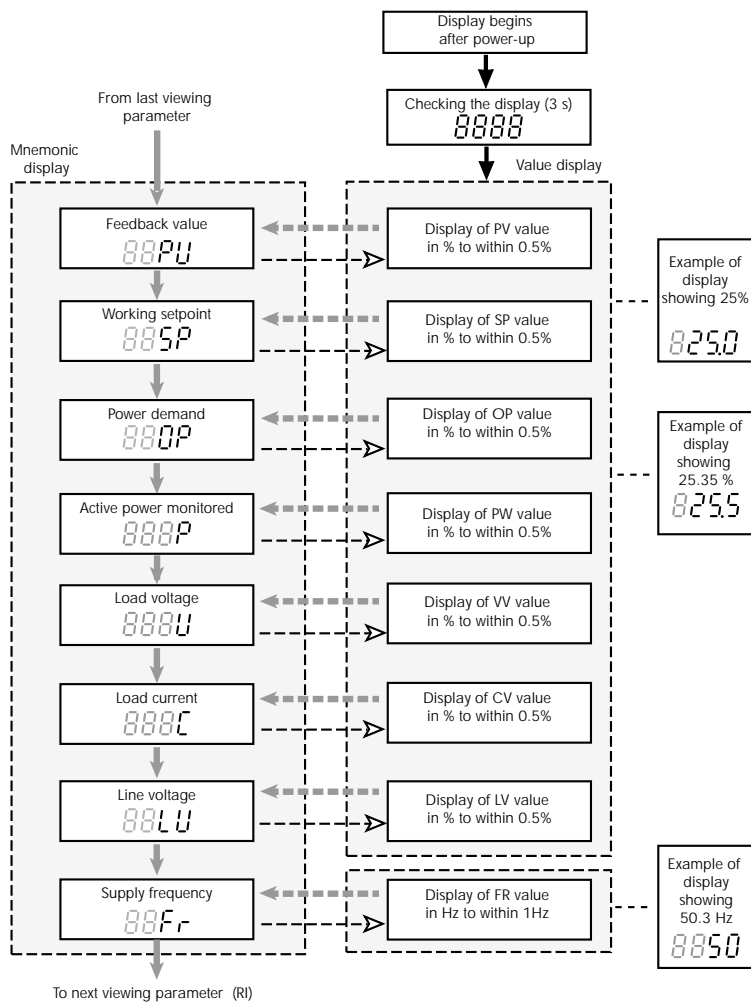 Display begins
after power-up
Checking the display (3 s)
8888
From last viewing
parameter
Mnemonic
display
Value display
Feedback value
88PU
Display of PV value
in % to within 0.5%
Example of
display
showing 25%
825.0
Working setpoint
88SP
Display of SP value
in % to within 0.5%
Power demand
88OP
Display of OP value
in % to within 0.5%
Example of
display
showing
25.35 %
825.5
Active power monitored
888P
Display of PW value
in % to within 0.5%
Load voltage
888U
Display of VV value
in % to within 0.5%
Load current
888C
Display of CV value
in % to within 0.5%
Line voltage
88LU
Display of LV value
in % to within 0.5%
Supply frequency
88Fr
Display of FR value
in Hz to within 1Hz
Example of
display
showing
50.3 Hz
8850
To next viewing parameter (RI)